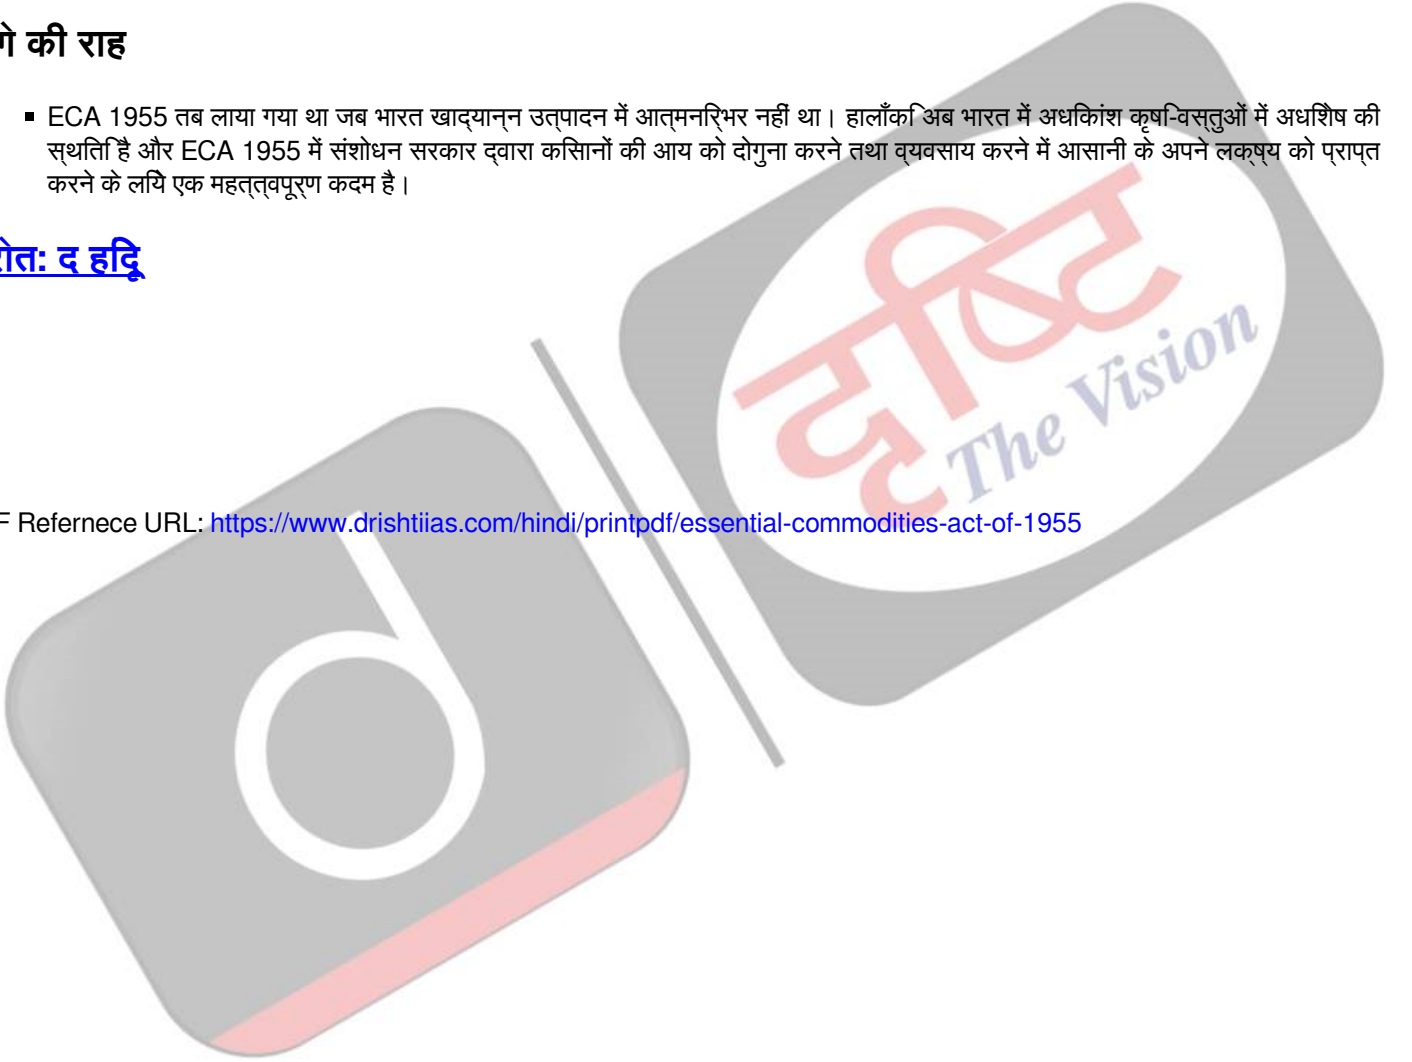 गे की राह
▪ ECA 1955 तब लाया गया था जब भारत खाद्यान्न उत्पादन में आत्मनिर्भर नहीं था। हालाँकि अब भारत में अधिकांश कृषि-वस्तुओं में अधिशेष की
स्थिति है और ECA 1955 में संशोधन सरकार द्वारा किसानों की आय को दोगुना करने तथा व्यवसाय करने में आसानी के अपने लक्ष्य को प्राप्त
करने के लिये एक महत्त्वपूर्ण कदम है।
रोत: द हिंदू
F Refernece URL: https://www.drishtiias.com/hindi/printpdf/essential-commodities-act-of-1955
दृष्टि
The Vision
d